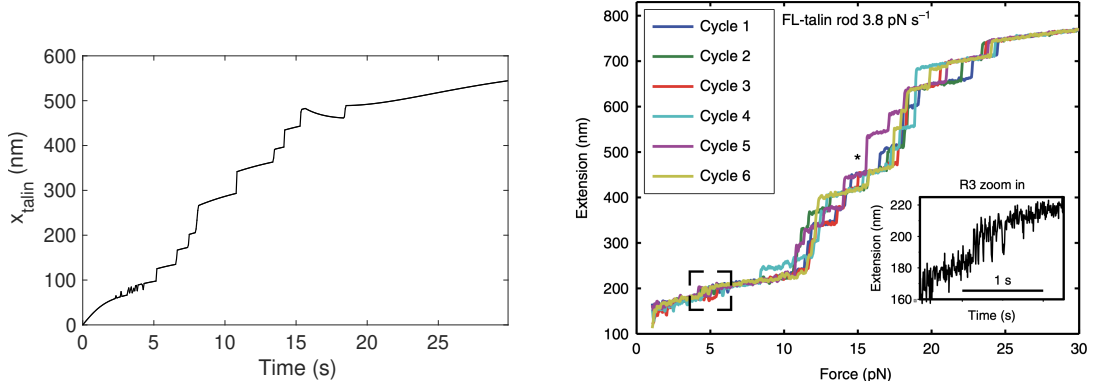 600
500
400
300
200
100
0
x_talin (nm)
0 5 10 15 20 25
Time (s)
FL-talin rod 3.8 pN s⁻¹
Cycle 1
Cycle 2
Cycle 3
Cycle 4
Cycle 5
Cycle 6
800
700
600
500
400
300
200
100
Extension (nm)
*
R3 zoom in
220
200
180
160
Extension (nm)
1 s
Time (s)
0 5 10 15 20 25 30
Force (pN)